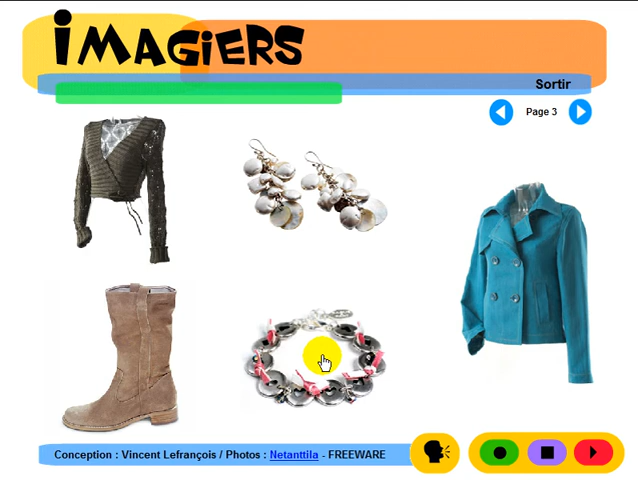 iMAGiERS
Sortir
Page 3
Conception : Vincent Lefrançois / Photos : Netanttila - FREEWARE